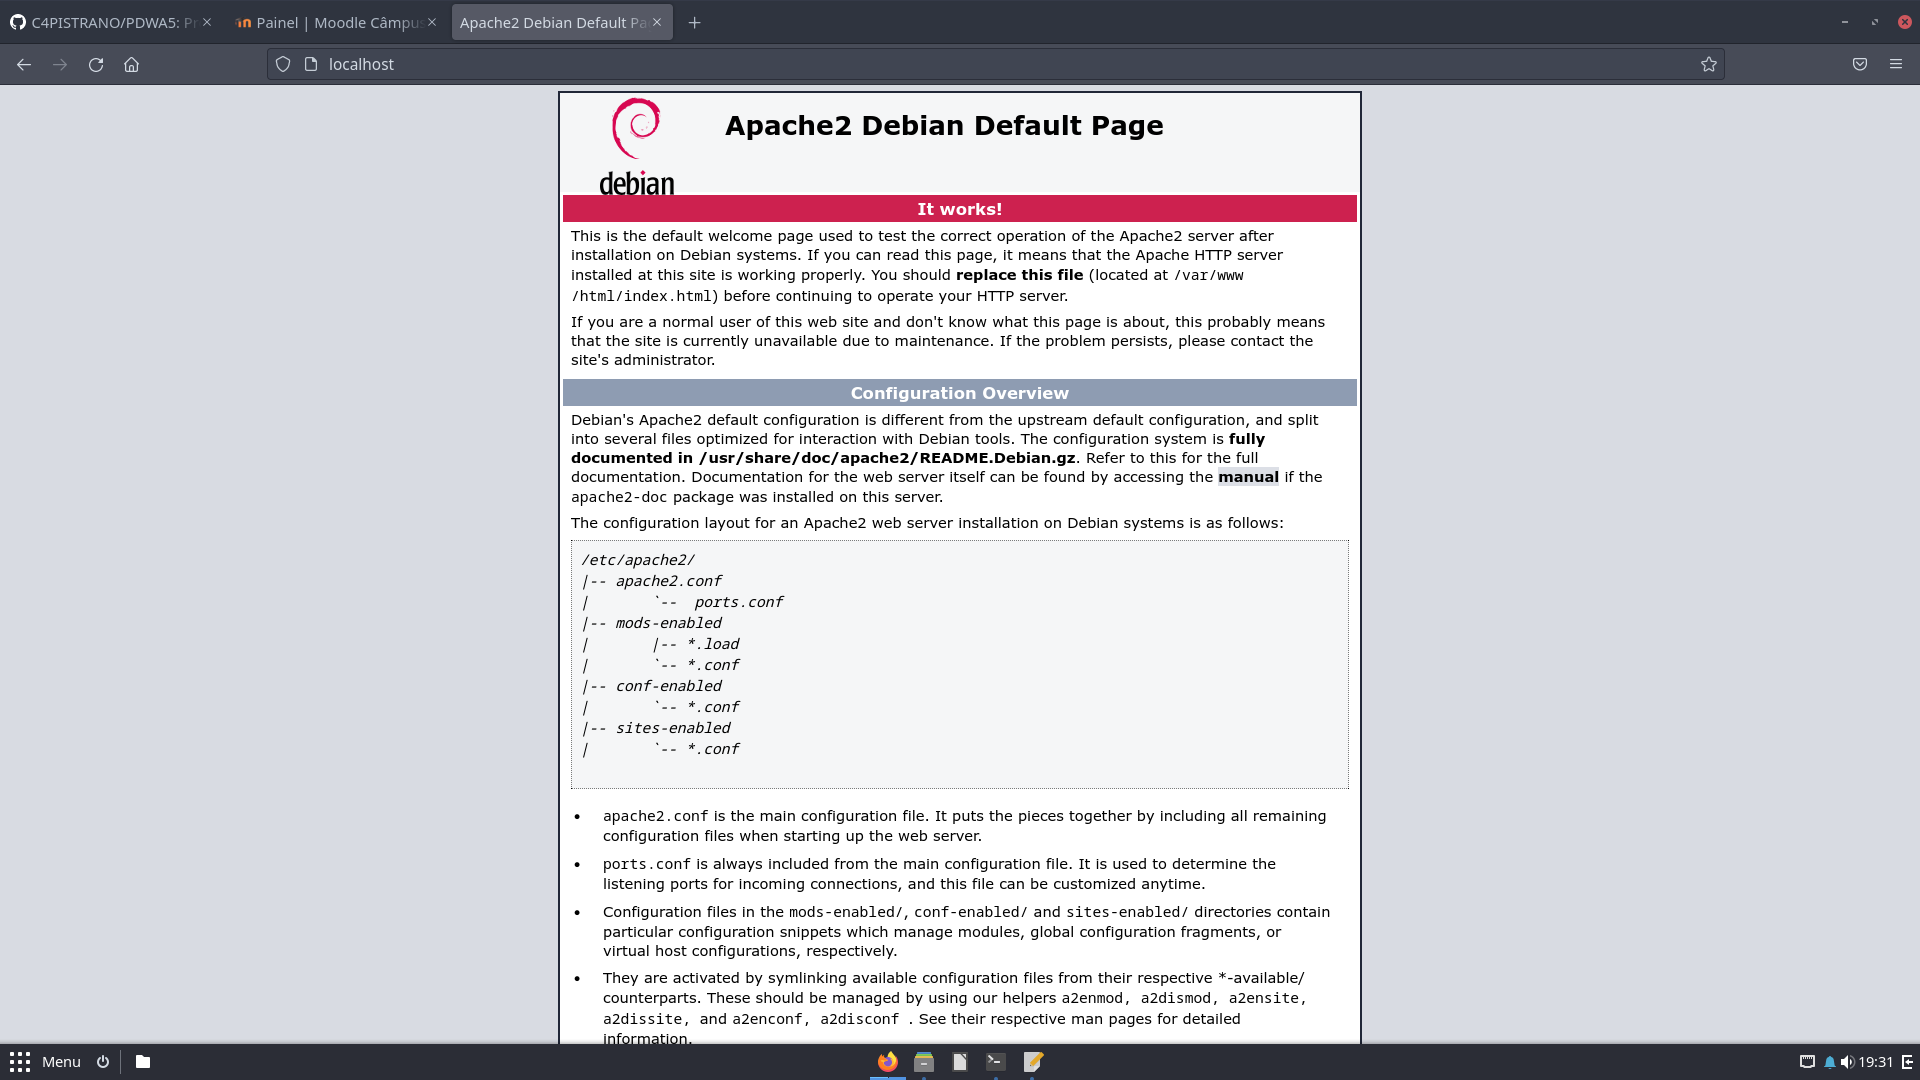 C4PISTRANO/PDWA5: Pr
Painel | Moodle Câmpus
Apache2 Debian Default Pa
localhost
debian
Apache2 Debian Default Page
It works!
This is the default welcome page used to test the correct operation of the Apache2 server after
installation on Debian systems. If you can read this page, it means that the Apache HTTP server
installed at this site is working properly. You should replace this file (located at /var/www
/html/index.html) before continuing to operate your HTTP server.
If you are a normal user of this web site and don't know what this page is about, this probably means
that the site is currently unavailable due to maintenance. If the problem persists, please contact the
site's administrator.
Configuration Overview
Debian's Apache2 default configuration is different from the upstream default configuration, and split
into several files optimized for interaction with Debian tools. The configuration system is fully
documented in /usr/share/doc/apache2/README.Debian.gz. Refer to this for the full
documentation. Documentation for the web server itself can be found by accessing the manual if the
apache2-doc package was installed on this server.
The configuration layout for an Apache2 web server installation on Debian systems is as follows:
/etc/apache2/
|-- apache2.conf
|       `--  ports.conf
|-- mods-enabled
|       |-- *.load
|       `-- *.conf
|-- conf-enabled
|       `-- *.conf
|-- sites-enabled
|       `-- *.conf
• apache2.conf is the main configuration file. It puts the pieces together by including all remaining
configuration files when starting up the web server.
• ports.conf is always included from the main configuration file. It is used to determine the
listening ports for incoming connections, and this file can be customized anytime.
• Configuration files in the mods-enabled/, conf-enabled/ and sites-enabled/ directories contain
particular configuration snippets which manage modules, global configuration fragments, or
virtual host configurations, respectively.
• They are activated by symlinking available configuration files from their respective *-available/
counterparts. These should be managed by using our helpers a2enmod, a2dismod, a2ensite,
a2dissite, and a2enconf, a2disconf . See their respective man pages for detailed
information.
Menu
19:31